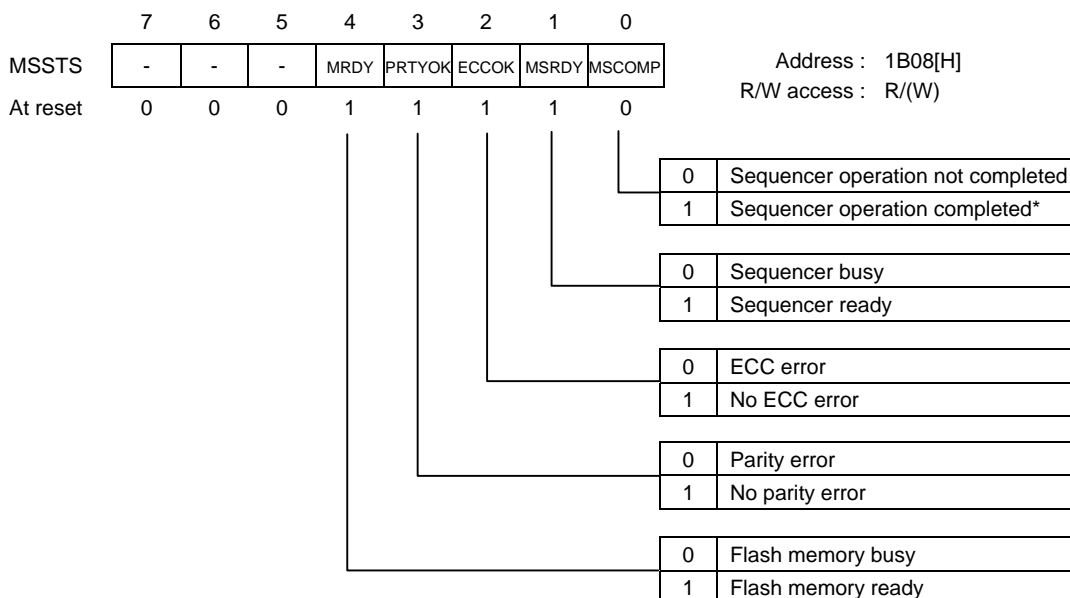 7 6 5 4 3 2 1 0
MSSTS - - - MRDY PRTYOK ECCOK MSRDY MSCOMP
Address : 1B08[H]
At reset 0 0 0 1 1 1 1 0
R/W access : R/(W)
0 Sequencer operation not completed
1 Sequencer operation completed*
0 Sequencer busy
1 Sequencer ready
0 ECC error
1 No ECC error
0 Parity error
1 No parity error
0 Flash memory busy
1 Flash memory ready